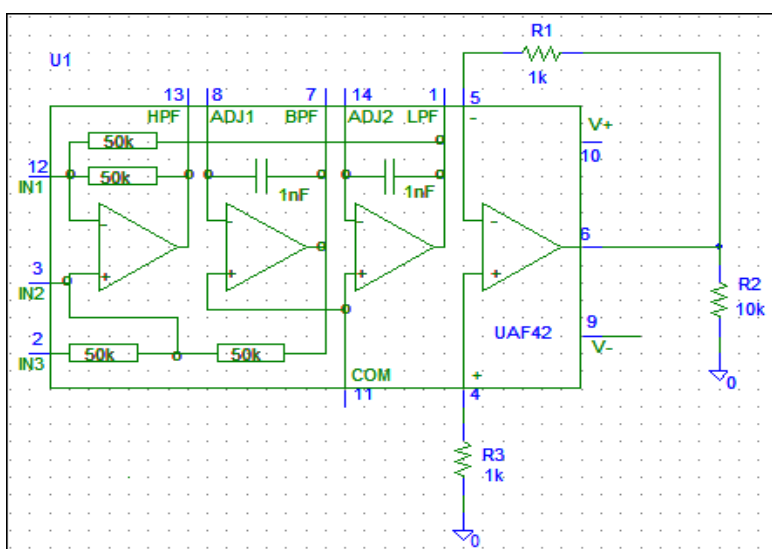 R1
U1
1k
13 8 7 14 1 5
HPF ADJ1 BPF ADJ2 LPF -
V+
50k
10
12
50k
IN1
1nF
1nF
- - - -
6
+ + + +
3
IN2
R2
10k
2
9
UAF42
50k
50k
V-
IN3
COM
+
0
11
4
R3
1k
0